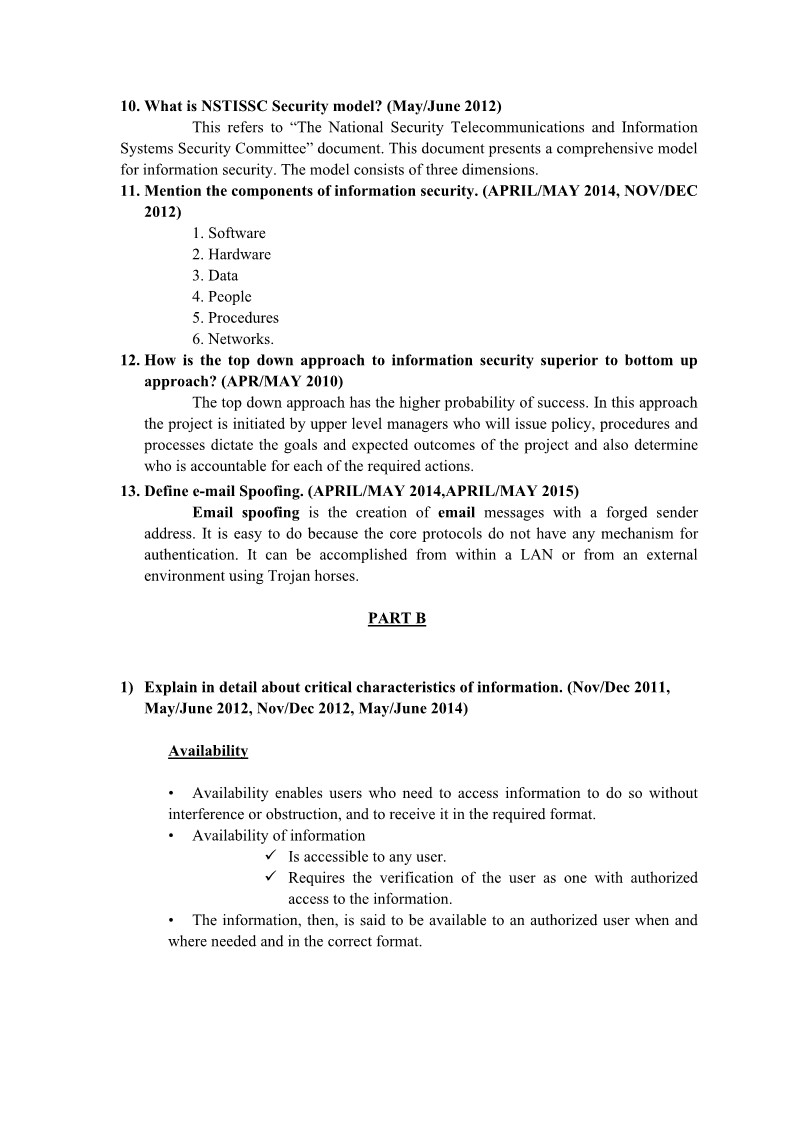 10. What is NSTISSC Security model? (May/June 2012)
This refers to “The National Security Telecommunications and Information
Systems Security Committee” document. This document presents a comprehensive model
for information security. The model consists of three dimensions.
11. Mention the components of information security. (APRIL/MAY 2014, NOV/DEC
2012)
1. Software
2. Hardware
3. Data
4. People
5. Procedures
6. Networks.
12. How is the top down approach to information security superior to bottom up
approach? (APR/MAY 2010)
The top down approach has the higher probability of success. In this approach
the project is initiated by upper level managers who will issue policy, procedures and
processes dictate the goals and expected outcomes of the project and also determine
who is accountable for each of the required actions.
13. Define e-mail Spoofing. (APRIL/MAY 2014,APRIL/MAY 2015)
Email spoofing is the creation of email messages with a forged sender
address. It is easy to do because the core protocols do not have any mechanism for
authentication. It can be accomplished from within a LAN or from an external
environment using Trojan horses.
PART B
1) Explain in detail about critical characteristics of information. (Nov/Dec 2011,
May/June 2012, Nov/Dec 2012, May/June 2014)
Availability
• Availability enables users who need to access information to do so without
interference or obstruction, and to receive it in the required format.
• Availability of information
✓ Is accessible to any user.
✓ Requires the verification of the user as one with authorized
access to the information.
• The information, then, is said to be available to an authorized user when and
where needed and in the correct format.